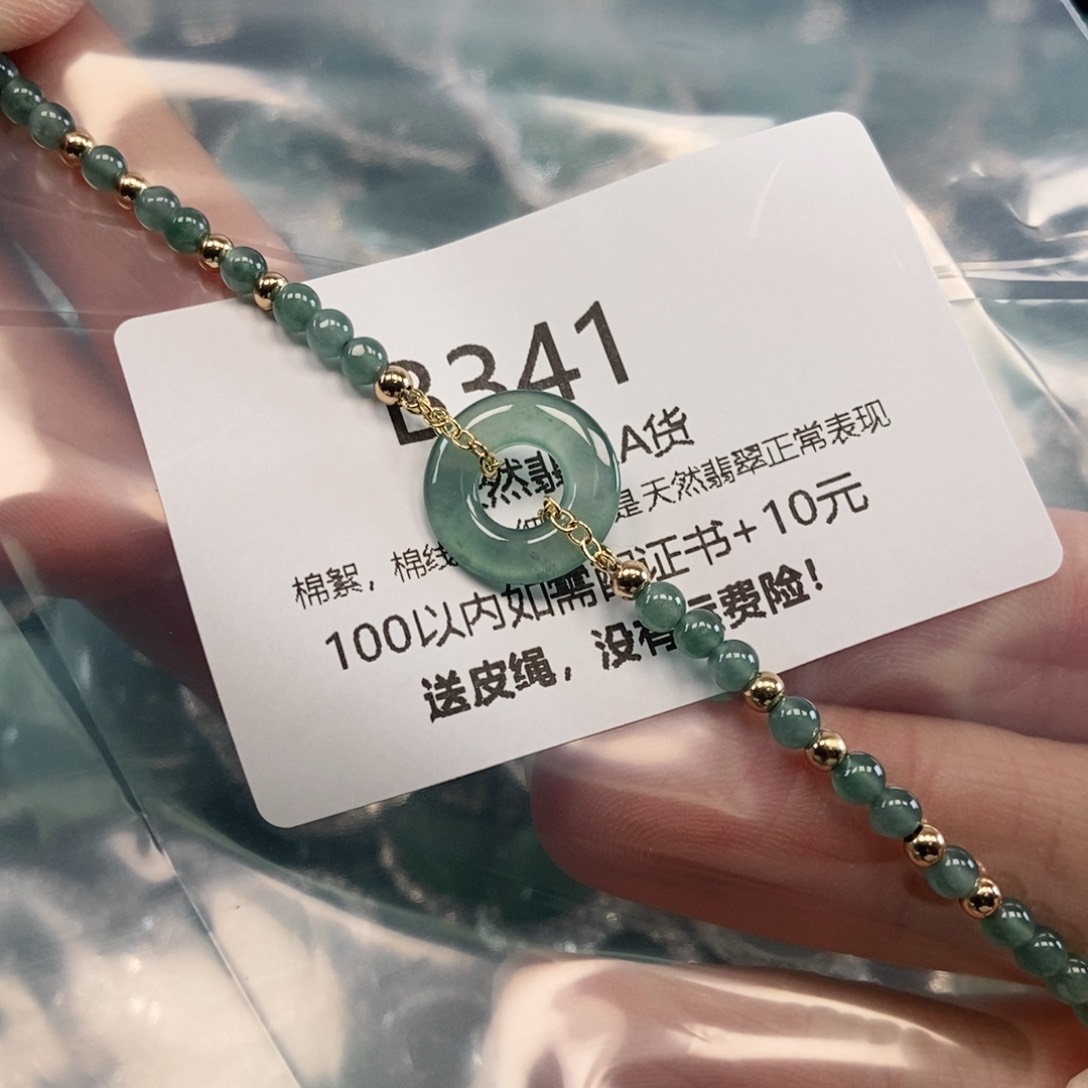 B341
然翡 A货
棉絮，棉线 是天然翡翠正常表现
100以内如需 证书+10元
送皮绳，没有 费险！